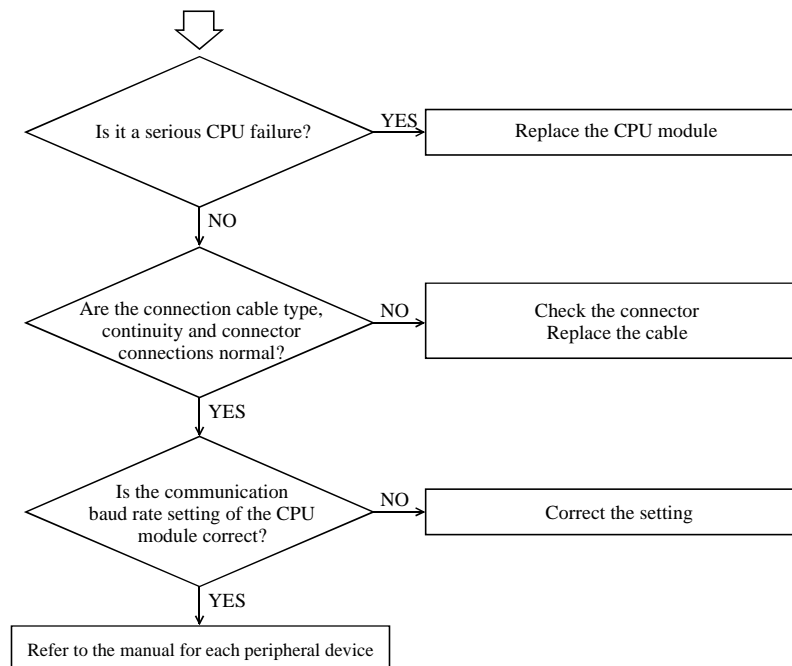 Is it a serious CPU failure?
YES
Replace the CPU module
NO
Are the connection cable type,
continuity and connector
connections normal?
NO
Check the connector
Replace the cable
YES
Is the communication
baud rate setting of the CPU
module correct?
NO
Correct the setting
YES
Refer to the manual for each peripheral device